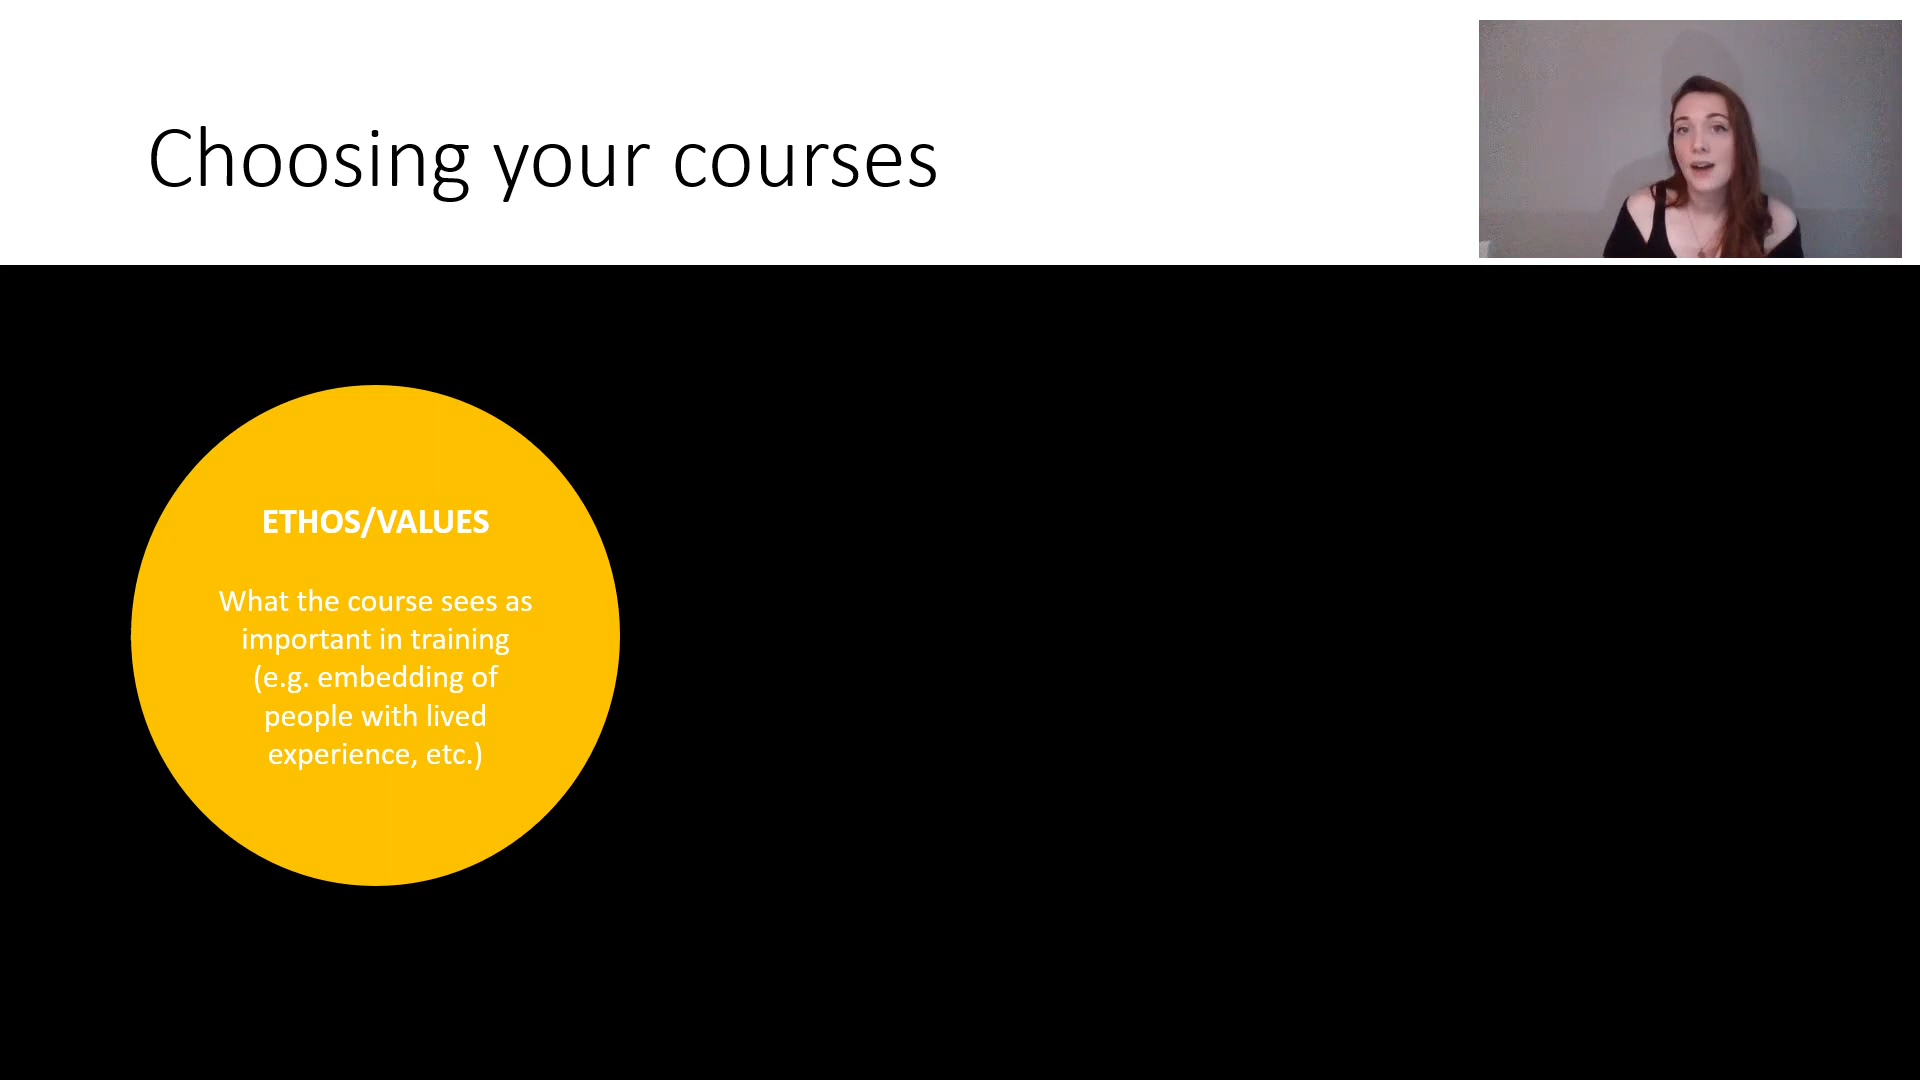 Choosing your courses
ETHOS/VALUES
What the course sees as
important in training
(e.g. embedding of
people with lived
experience, etc.)